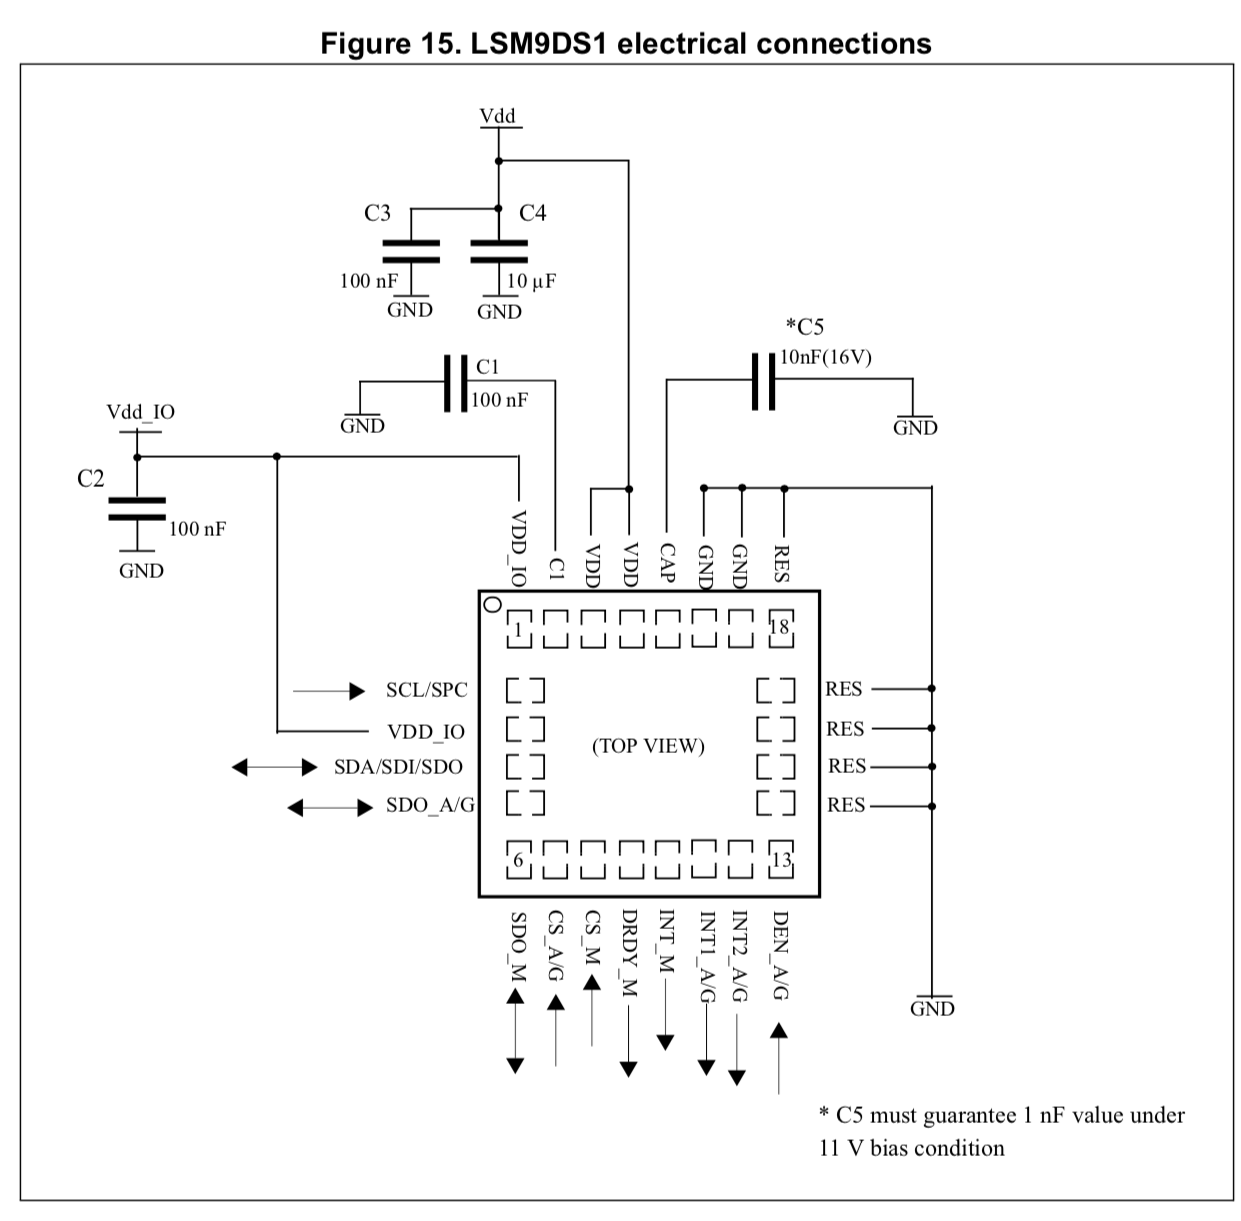 Figure 15. LSM9DS1 electrical connections
Vdd
C3
C4
100 nF
10 µF
GND
GND
*C5
10nF(16V)
C1
100 nF
GND
GND
Vdd_IO
C2
100 nF
GND
VDD_IO
C1
VDD
VDD
CAP
GND
GND
RES
1
18
SCL/SPC
RES
VDD_IO
RES
(TOP VIEW)
SDA/SDI/SDO
RES
SDO_A/G
RES
6
13
SDO_M
CS_A/G
CS_M
DRDY_M
INT_M
INT1_A/G
INT2_A/G
DEN_A/G
GND
* C5 must guarantee 1 nF value under
11 V bias condition